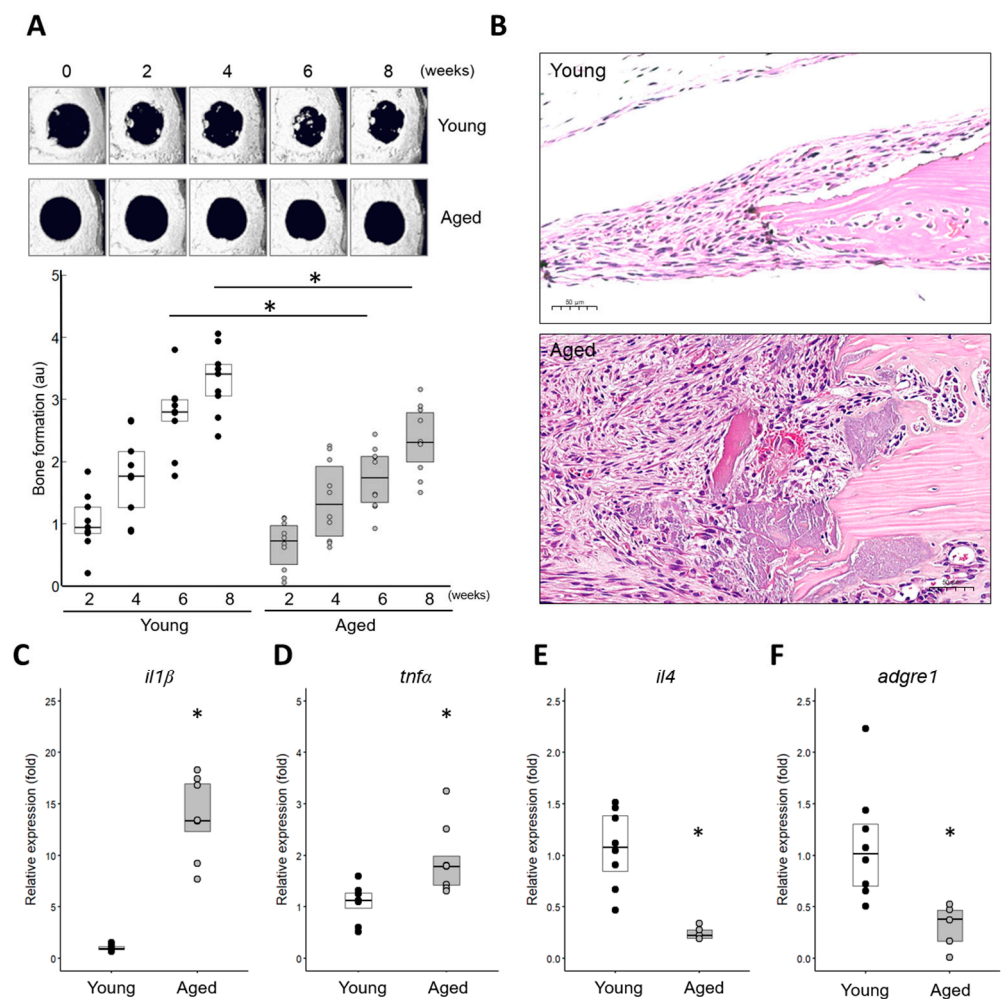 A
0 2 4 6 8 (weeks)
Young
Aged
Bone formation (au)
5
4
3
2
1
0
*
*
2 4 6 8 2 4 6 8 (weeks)
Young Aged
B
Young
50 μm
Aged
C
il1β
Relative expression (fold)
25
20
15
10
5
0
*
Young Aged
D
tnfα
Relative expression (fold)
5
4
3
2
1
0
*
Young Aged
E
il4
Relative expression (fold)
2.5
2.0
1.5
1.0
0.5
0.0
*
Young Aged
F
adgre1
Relative expression (fold)
2.5
2.0
1.5
1.0
0.5
0.0
*
Young Aged